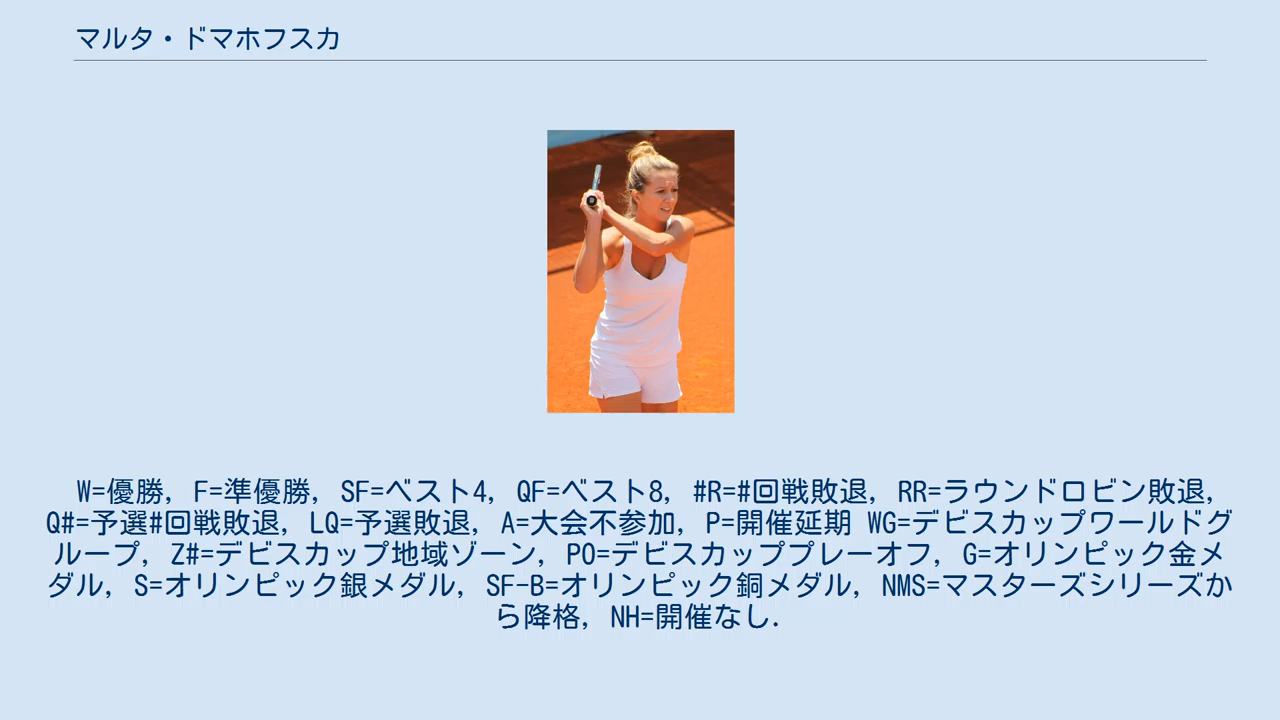 マルタ・ドマホフスカ
W=優勝, F=準優勝, SF=ベスト4, QF=ベスト8, #R=#回戦敗退, RR=ラウンドロビン敗退,
Q#=予選#回戦敗退, LQ=予選敗退, A=大会不参加, P=開催延期 WG=デビスカップワールドグ
ループ, Z#=デビスカップ地域ゾーン, PO=デビスカッププレーオフ, G=オリンピック金メ
ダル, S=オリンピック銀メダル, SF-B=オリンピック銅メダル, NMS=マスターズシリーズか
ら降格, NH=開催なし.